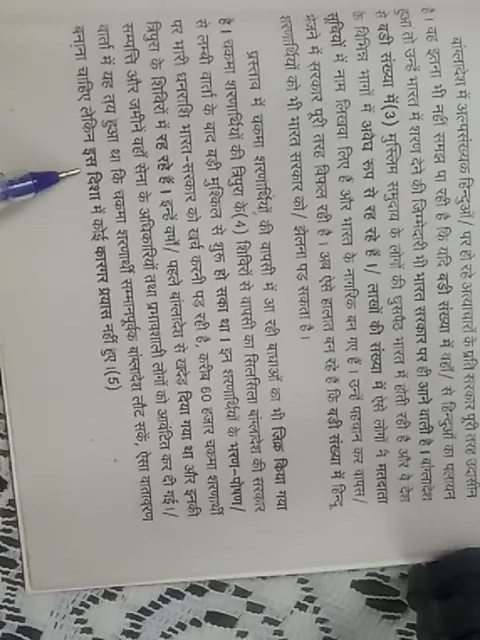 बांग्लादेश में अल्पसंख्यक हिन्दुओं/ पर हो रहे अत्याचारों के प्रति सरकार पूरी तरह उदासीन
है। वह इतना भी नहीं समझ पा रही है कि यदि बड़ी संख्या में वहाँ/ से हिन्दुओं का पलायन
हुआ तो उन्हें भारत में शरण देने की जिम्मेदारी भी भारत सरकार पर ही आने वाली है। बांग्लादेश
से बड़ी संख्या में(3) मुस्लिम समुदाय के लोगों की घुसपैठ भारत में होती रही है और वे देश
के विभिन्न भागों में अवैध रूप से रह रहे हैं।/ लाखों की संख्या में ऐसे लोगों ने मतदाता
सूचियों में नाम लिखवा लिए हैं और भारत के नागरिक बन गए हैं। उन्हें पहचान कर वापस/
भेजने में सरकार पूरी तरह विफल रही है। अब ऐसे हालात बन रहे हैं कि बड़ी संख्या में हिन्दू
शरणार्थियों को भी भारत सरकार को/ झेलना पड़ सकता है।
प्रस्ताव में चकमा शरणार्थियों की वापसी में आ रही बाधाओं का भी जिक्र किया गया
है। चकमा शरणार्थियों की त्रिपुरा के(4) शिविरों से वापसी का सिलसिला बांग्लादेश की सरकार
से लम्बी वार्ता के बाद बड़ी मुश्किल से शुरू हो सका था। इन शरणार्थियों के भरण-पोषण/
पर भारी धनराशि भारत-सरकार को खर्च करनी पड़ रही है, करीब 60 हजार चकमा शरणार्थी
त्रिपुरा के शिविरों में रह रहे हैं। इन्हें वर्षों/ पहले बांग्लादेश से खदेड़ दिया गया था और इनकी
सम्पत्ति और जमीनें वहाँ सेना के अधिकारियों तथा प्रभावशाली लोगों को आवंटित कर दी गई।/
वार्ता में यह तय हुआ था कि चकमा शरणार्थी सम्मानपूर्वक बांग्लादेश लौट सकें, ऐसा वातावरण
बनाना चाहिए लेकिन इस दिशा में कोई कारगर प्रयास नहीं हुए।(5)